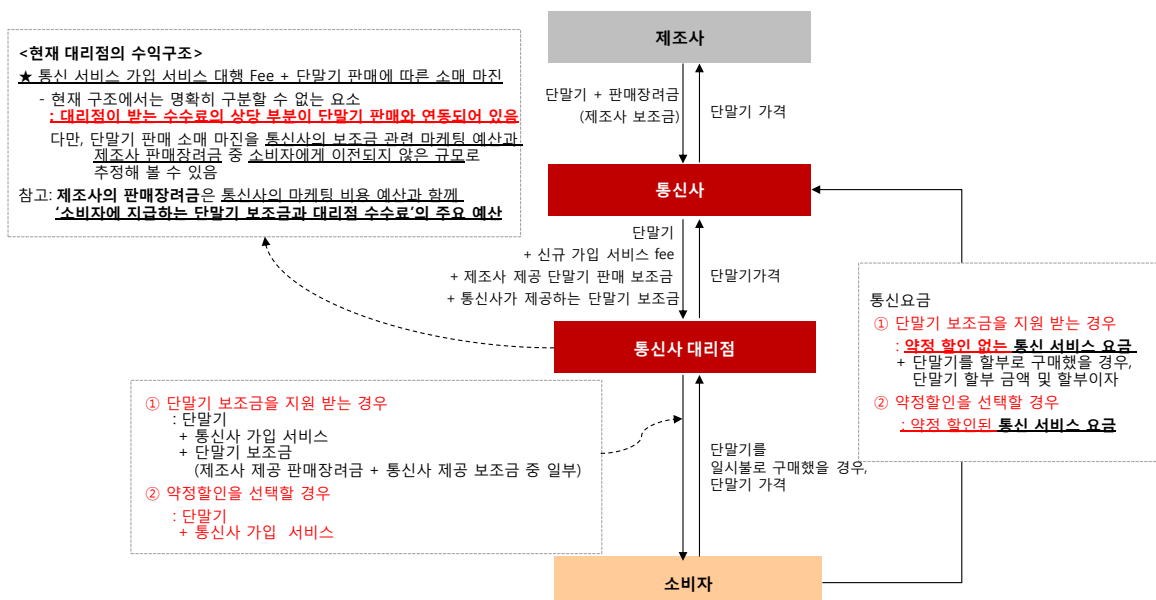 제조사
<현재 대리점의 수익구조>
★ 통신 서비스 가입 서비스 대행 Fee + 단말기 판매에 따른 소매 마진
- 현재 구조에서는 명확히 구분할 수 없는 요소
: 대리점이 받는 수수료의 상당 부분이 단말기 판매와 연동되어 있음
다만, 단말기 판매 소매 마진을 통신사의 보조금 관련 마케팅 예산과
제조사 판매장려금 중 소비자에게 이전되지 않은 규모로
추정해 볼 수 있음
참고: 제조사의 판매장려금은 통신사의 마케팅 비용 예산과 함께
‘소비자에 지급하는 단말기 보조금과 대리점 수수료’의 주요 예산
단말기 + 판매장려금
(제조사 보조금)
단말기 가격
통신사
단말기
+ 신규 가입 서비스 fee
+ 제조사 제공 단말기 판매 보조금
+ 통신사가 제공하는 단말기 보조금
단말기가격
통신사 대리점
통신요금
① 단말기 보조금을 지원 받는 경우
: 약정 할인 없는 통신 서비스 요금
+ 단말기를 할부로 구매했을 경우,
단말기 할부 금액 및 할부이자
② 약정할인을 선택할 경우
: 약정 할인된 통신 서비스 요금
① 단말기 보조금을 지원 받는 경우
: 단말기
+ 통신사 가입 서비스
+ 단말기 보조금
(제조사 제공 판매장려금 + 통신사 제공 보조금 중 일부)
② 약정할인을 선택할 경우
: 단말기
+ 통신사 가입 서비스
단말기를
일시불로 구매했을 경우,
단말기 가격
소비자